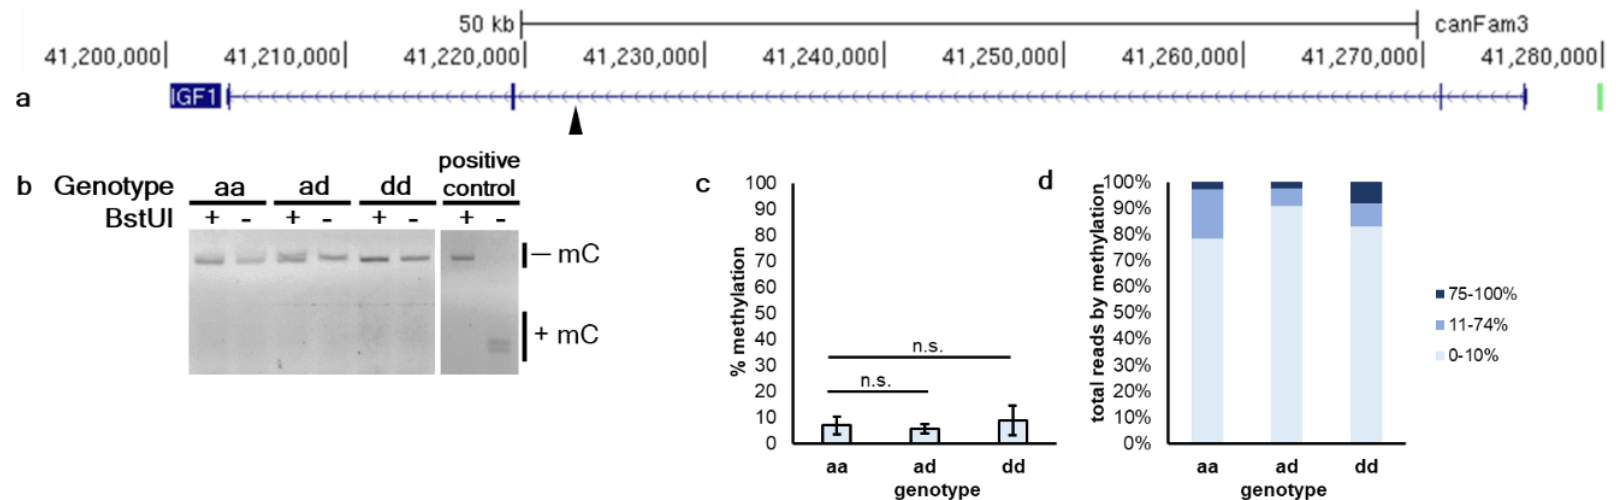 50 kb canFam3
41,200,000 41,210,000 41,220,000 41,230,000 41,240,000 41,250,000 41,260,000 41,270,000 41,280,000
a IGF1
b Genotype aa ad dd positive control
BstUI + - + - + - + -
— mC
+ mC
c
% methylation
100
90
80
70
60
50
40
30
20
10
0
n.s.
n.s.
aa ad dd
genotype
d
total reads by methylation
100%
90%
80%
70%
60%
50%
40%
30%
20%
10%
0%
aa ad dd
genotype
75-100%
11-74%
0-10%